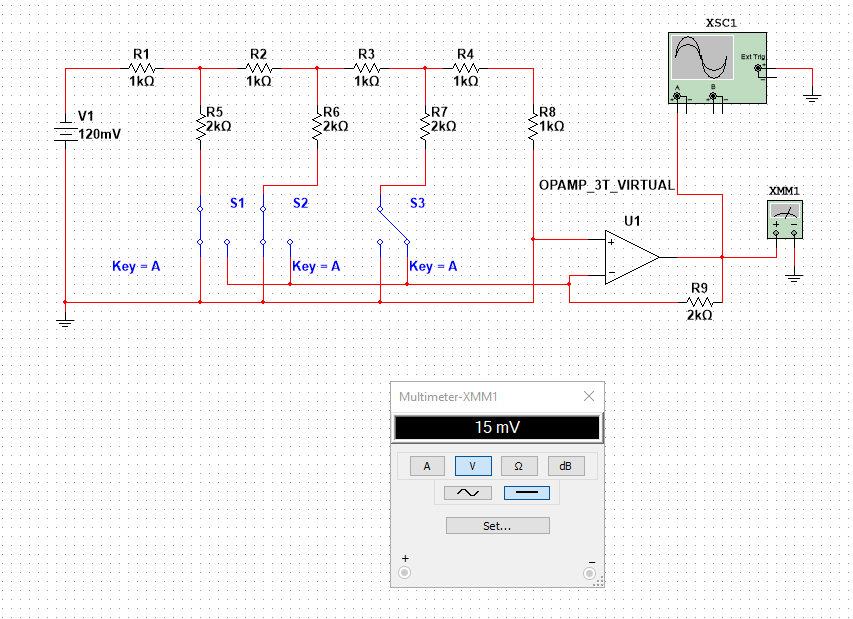 XSC1
Ext Trig
+
-
A
B
+ - + -
R1
1kΩ
R2
1kΩ
R3
1kΩ
R4
1kΩ
V1
120mV
R5
2kΩ
R6
2kΩ
R7
2kΩ
R8
1kΩ
OPAMP_3T_VIRTUAL
XMM1
+ -
S1
S2
S3
U1
+
-
Key = A
Key = A
Key = A
R9
2kΩ
Multimeter-XMM1
15 mV
A V Ω dB
Set...
+ -